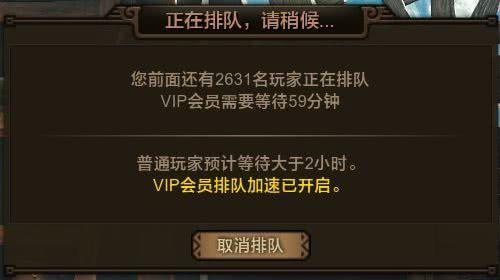 正在排队，请稍候...
您前面还有2631名玩家正在排队
VIP会员需要等待59分钟
普通玩家预计等待大于2小时。
VIP会员排队加速已开启。
取消排队